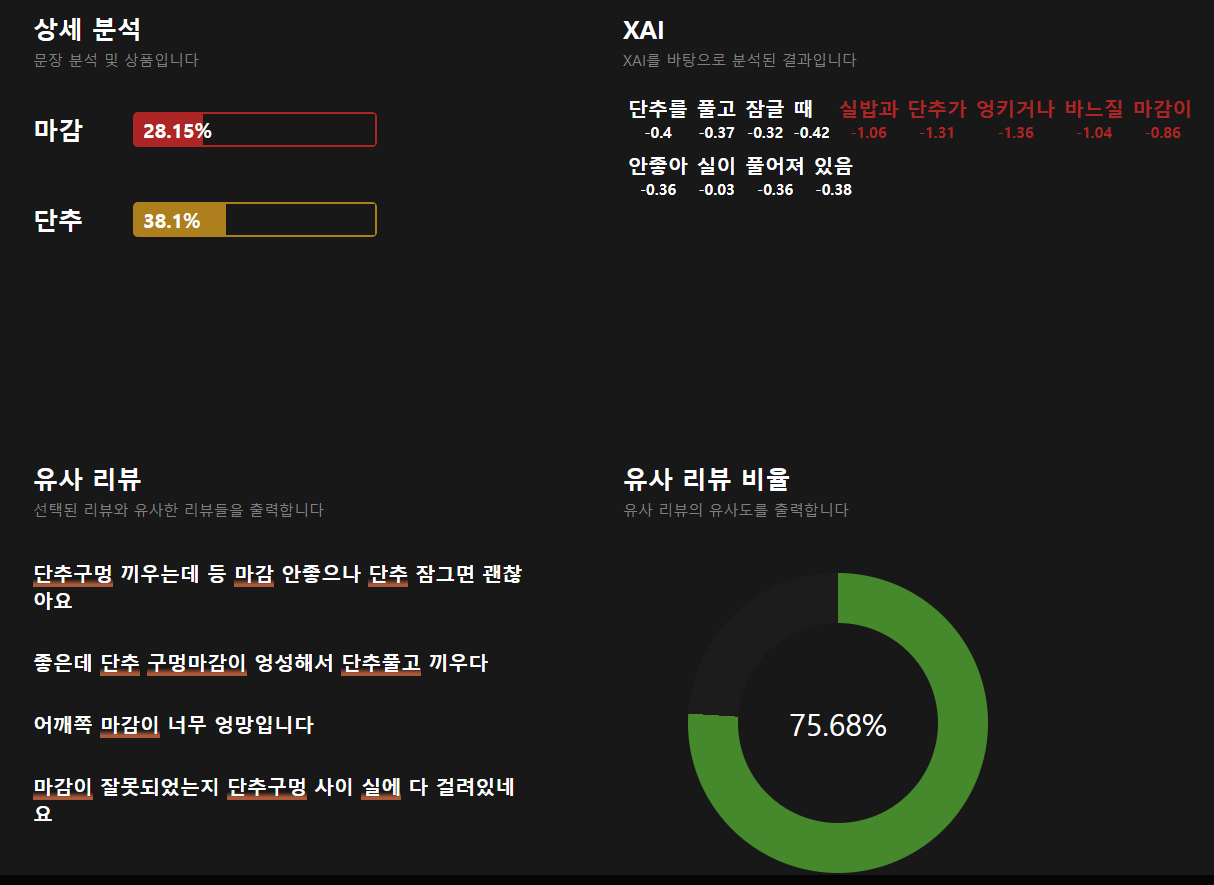 상세 분석
문장 분석 및 상품입니다
마감 28.15%
단추 38.1%
XAI
XAI를 바탕으로 분석된 결과입니다
단추를 풀고 잠글 때 실밥과 단추가 엉키거나 바느질 마감이
-0.4 -0.37 -0.32 -0.42 -1.06 -1.31 -1.36 -1.04 -0.86
안좋아 실이 풀어져 있음
-0.36 -0.03 -0.36 -0.38
유사 리뷰
선택된 리뷰와 유사한 리뷰들을 출력합니다
단추구멍 끼우는데 등 마감 안좋으나 단추 잠그면 괜찮
아요
좋은데 단추 구멍마감이 엉성해서 단추풀고 끼우다
어깨쪽 마감이 너무 엉망입니다
마감이 잘못되었는지 단추구멍 사이 실에 다 걸려있네
요
유사 리뷰 비율
유사 리뷰의 유사도를 출력합니다
75.68%